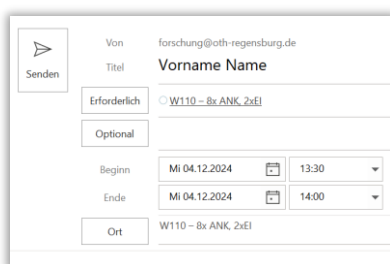 Von forschung@oth-regensburg.de
Senden
Titel Vorname Name
Erforderlich W110 – 8x ANK, 2xEI
Optional
Beginn Mi 04.12.2024 13:30
Ende Mi 04.12.2024 14:00
Ort W110 – 8x ANK, 2xEI